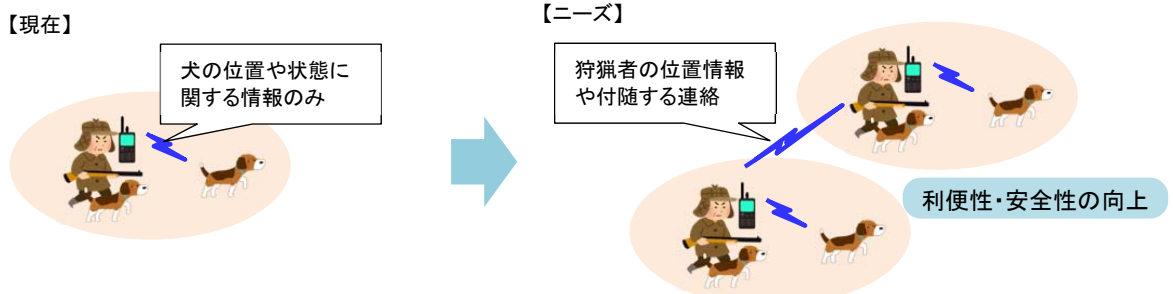 【現在】
犬の位置や状態に
関する情報のみ
【ニーズ】
狩猟者の位置情報
や付随する連絡
利便性・安全性の向上